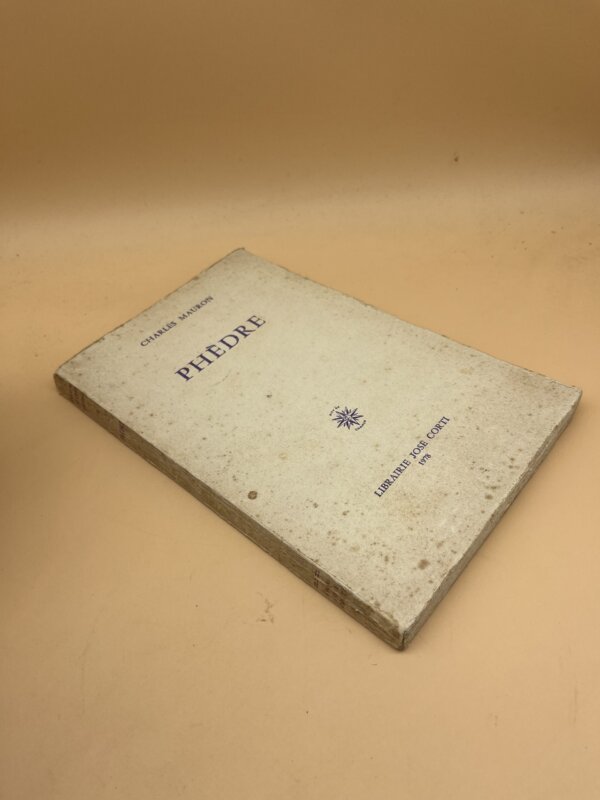 CHARLES MAURON
PHÈDRE
LIBRAIRIE JOSÉ CORTI
1978